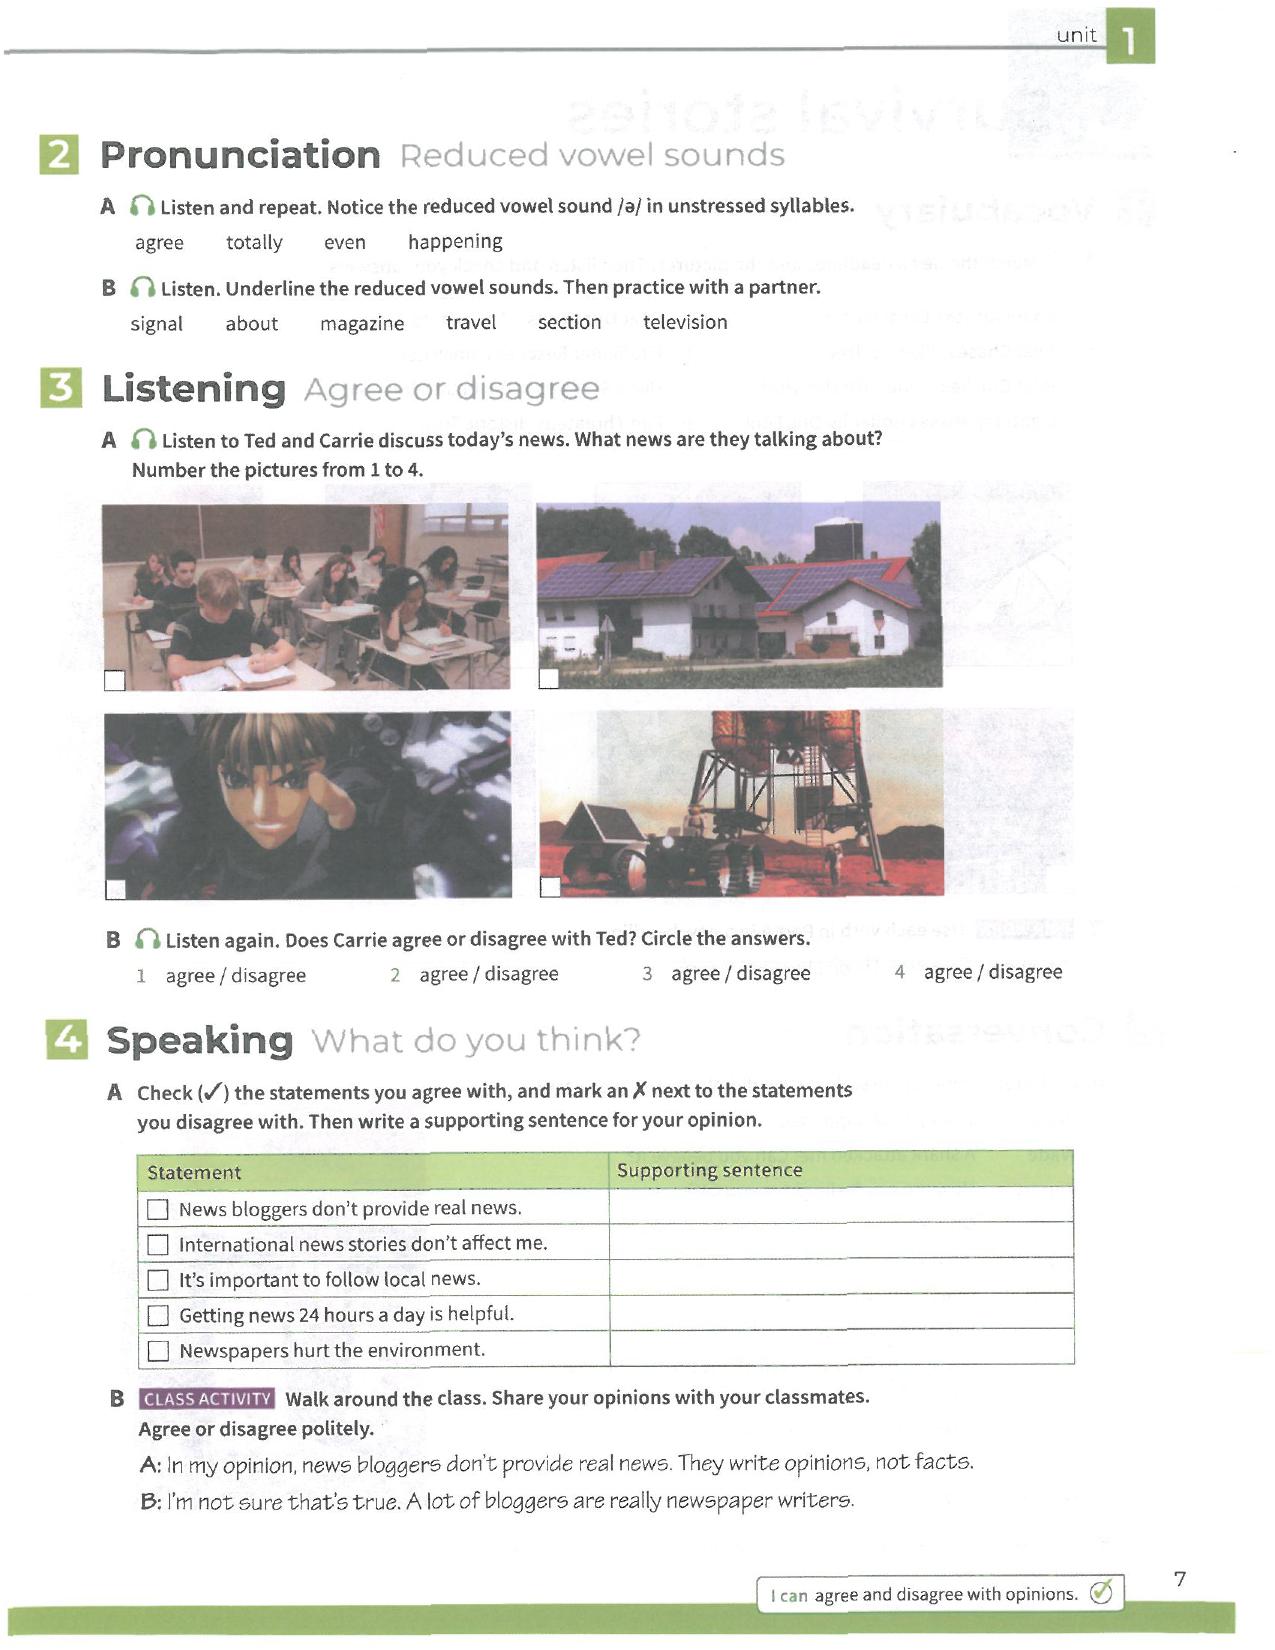 unit 1
2 Pronunciation Reduced vowel sounds
A Listen and repeat. Notice the reduced vowel sound /ə/ in unstressed syllables.
agree totally even happening
B Listen. Underline the reduced vowel sounds. Then practice with a partner.
signal about magazine travel section television
3 Listening Agree or disagree
A Listen to Ted and Carrie discuss today's news. What news are they talking about?
Number the pictures from 1 to 4.
B Listen again. Does Carrie agree or disagree with Ted? Circle the answers.
1 agree / disagree 2 agree / disagree 3 agree / disagree 4 agree / disagree
4 Speaking What do you think?
A Check (✓) the statements you agree with, and mark an ✗ next to the statements
you disagree with. Then write a supporting sentence for your opinion.
Statement Supporting sentence
News bloggers don't provide real news.
International news stories don't affect me.
It's important to follow local news.
Getting news 24 hours a day is helpful.
Newspapers hurt the environment.
B CLASS ACTIVITY Walk around the class. Share your opinions with your classmates.
Agree or disagree politely.
A: In my opinion, news bloggers don't provide real news. They write opinions, not facts.
B: I'm not sure that's true. A lot of bloggers are really newspaper writers.
I can agree and disagree with opinions.
7